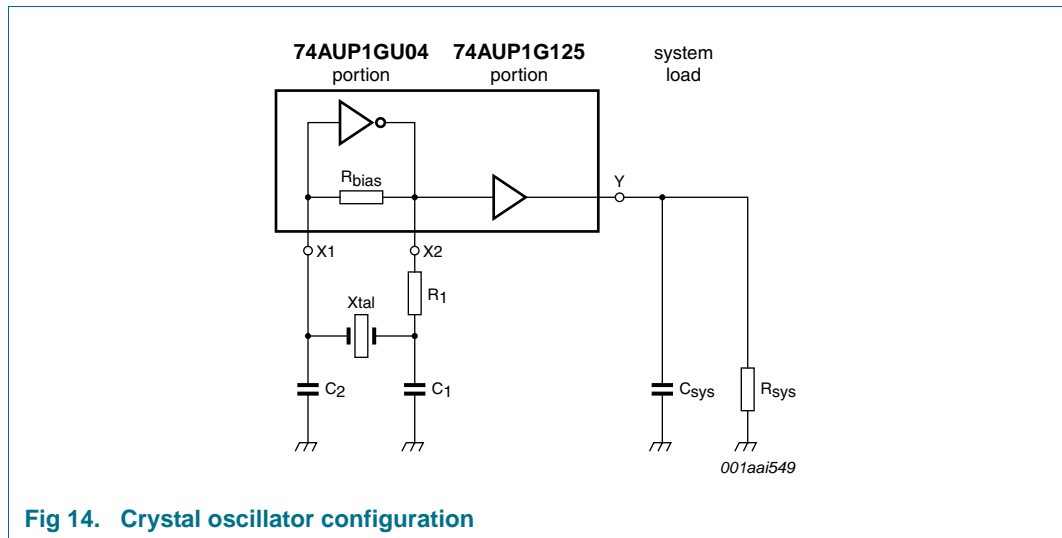 74AUP1GU04 74AUP1G125 system
portion portion load
Rbias
Y
X1 X2
R1
Xtal
C2 C1 Csys Rsys
001aai549
Fig 14. Crystal oscillator configuration